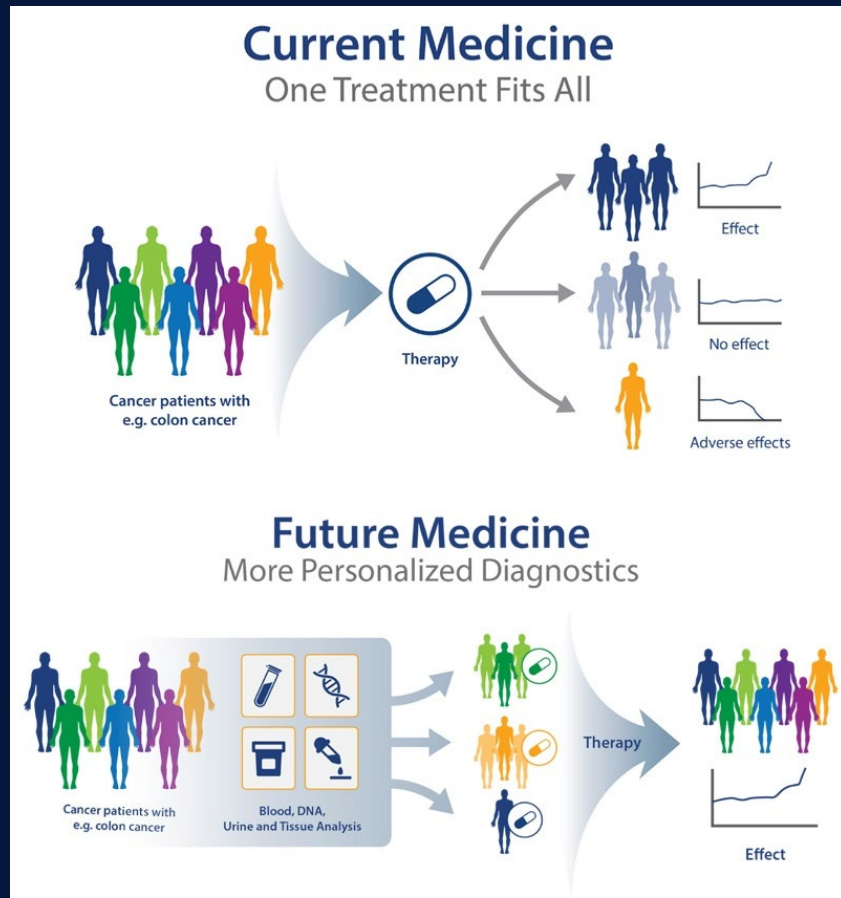 Current Medicine
One Treatment Fits All
Effect
No effect
Therapy
Cancer patients with
e.g. colon cancer
Adverse effects
Future Medicine
More Personalized Diagnostics
Therapy
Cancer patients with
e.g. colon cancer
Blood, DNA,
Urine and Tissue Analysis
Effect